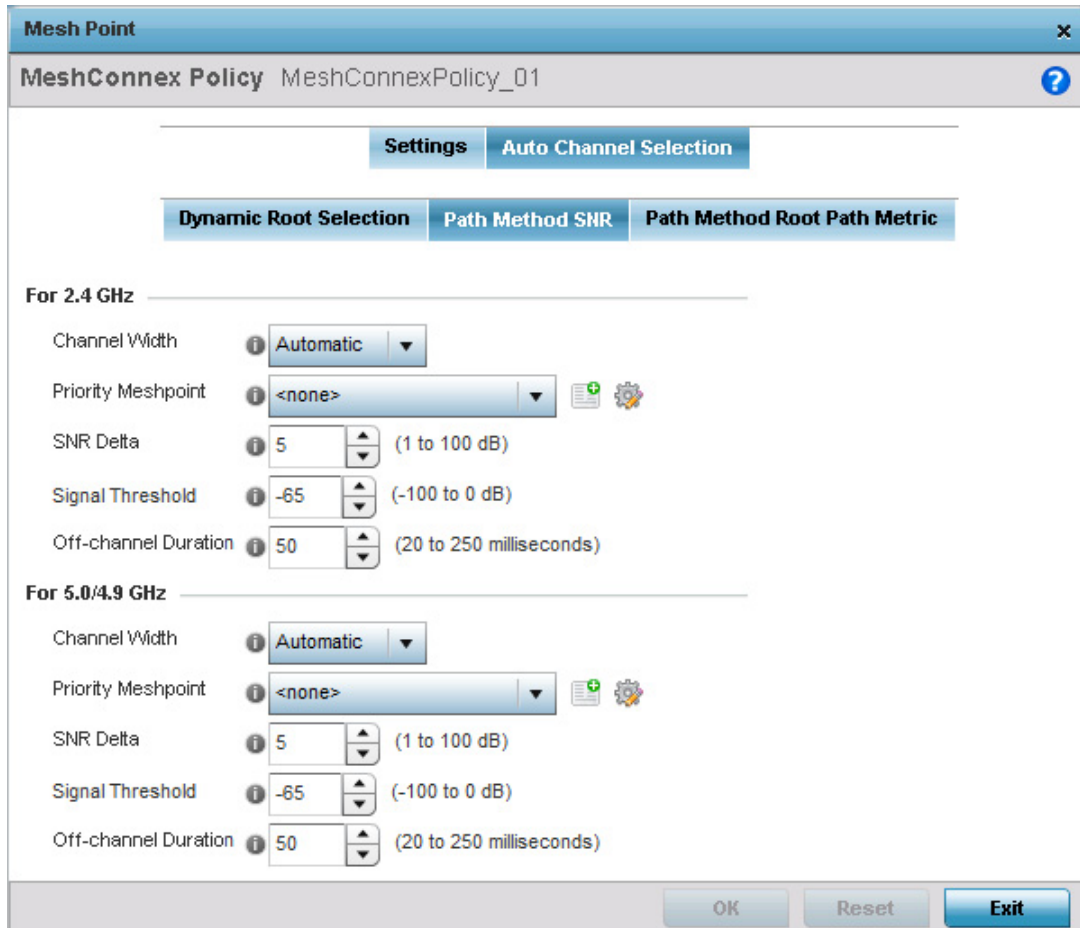 Mesh Point
MeshConnex Policy MeshConnexPolicy_01
Settings Auto Channel Selection
Dynamic Root Selection Path Method SNR Path Method Root Path Metric
For 2.4 GHz
Channel Width Automatic
Priority Meshpoint <none>
SNR Delta 5 (1 to 100 dB)
Signal Threshold -65 (-100 to 0 dB)
Off-channel Duration 50 (20 to 250 milliseconds)
For 5.0/4.9 GHz
Channel Width Automatic
Priority Meshpoint <none>
SNR Delta 5 (1 to 100 dB)
Signal Threshold -65 (-100 to 0 dB)
Off-channel Duration 50 (20 to 250 milliseconds)
OK Reset Exit